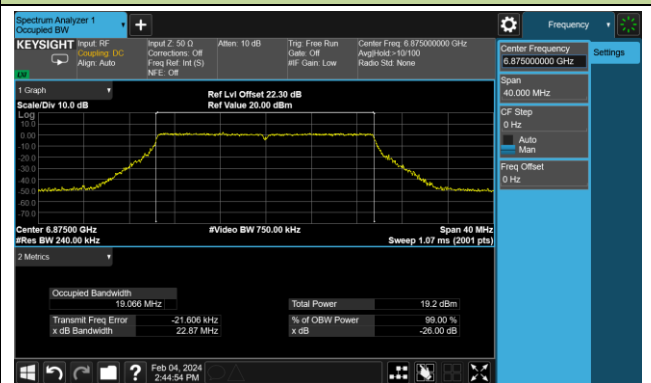 Spectrum Analyzer 1
Occupied BW
Frequency
KEYSIGHT
Input: RF
Coupling: DC
Align: Auto
Input Z: 50 Ω
Corrections: Off
Freq Ref: Int (S)
NFE: Off
Atten: 10 dB
Trig: Free Run
Gate: Off
#IF Gain: Low
Center Freq: 6.875000000 GHz
Avg|Hold:>10/100
Radio Std: None
Center Frequency
6.875000000 GHz
Settings
Span
40.000 MHz
CF Step
0 Hz
Auto
Man
Freq Offset
0 Hz
1 Graph
Scale/Div 10.0 dB
Ref Lvl Offset 22.30 dB
Ref Value 20.00 dBm
Log
10.0
0.00
-10.0
-20.0
-30.0
-40.0
-50.0
-60.0
-70.0
Center 6.87500 GHz
#Res BW 240.00 kHz
#Video BW 750.00 kHz
Span 40 MHz
Sweep 1.07 ms (2001 pts)
2 Metrics
Occupied Bandwidth
19.066 MHz
Transmit Freq Error -21.606 kHz
x dB Bandwidth 22.87 MHz
Total Power 19.2 dBm
% of OBW Power 99.00 %
x dB -26.00 dB
Feb 04, 2024
2:44:54 PM